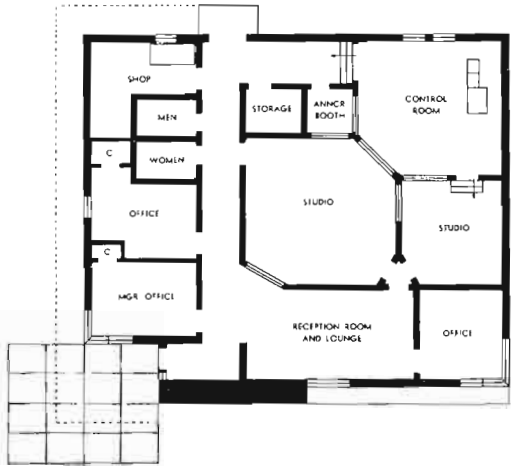 SHOP
MEN
STORAGE
ANNCR
BOOTH
CONTROL
ROOM
C
WOMEN
OFFICE
STUDIO
STUDIO
C
MGR. OFFICE
RECEPTION ROOM
AND LOUNGE
OFFICE